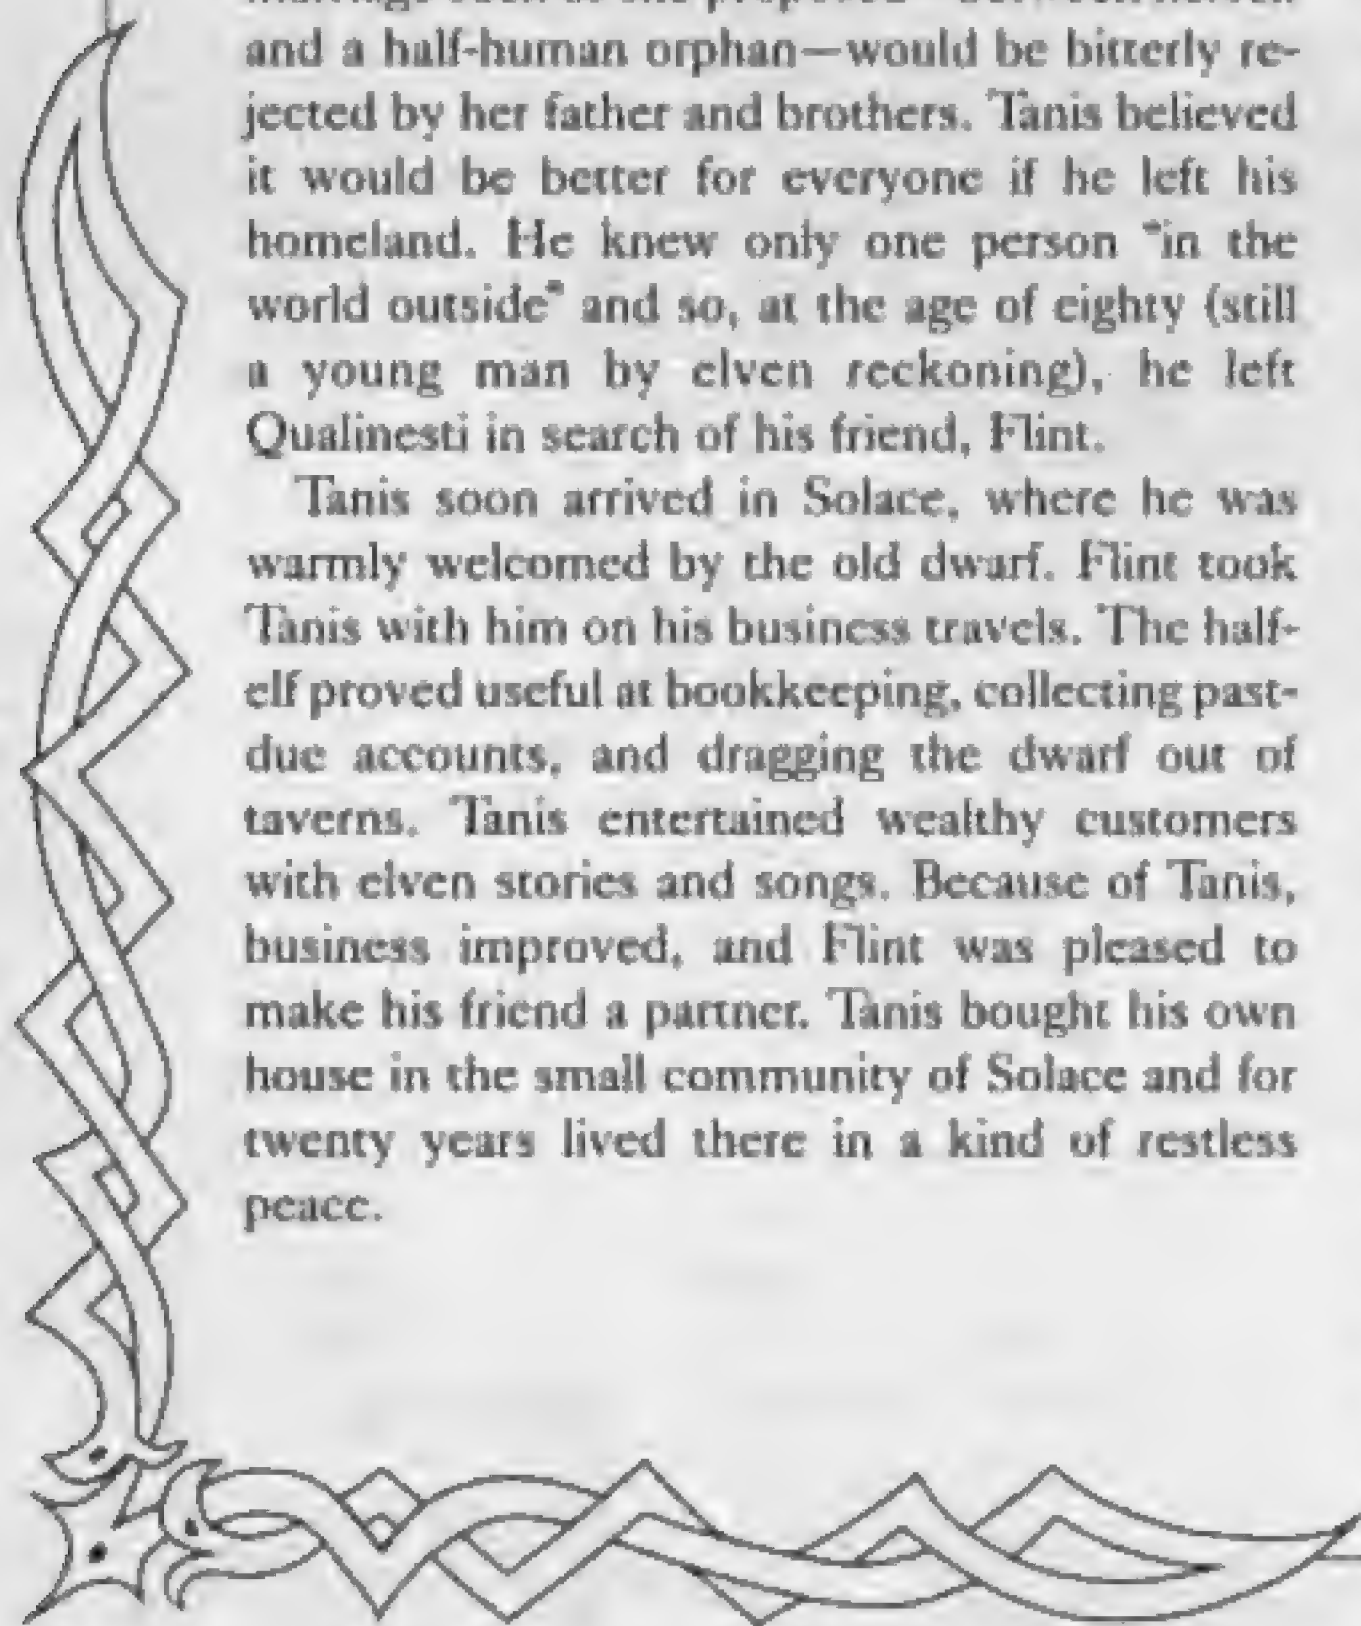 and a half-human orphan—would be bitterly re-
jected by her father and brothers. Tanis believed
it would be better for everyone if he left his
homeland. He knew only one person "in the
world outside" and so, at the age of eighty (still
a young man by elven reckoning), he left
Qualinesti in search of his friend, Flint.
Tanis soon arrived in Solace, where he was
warmly welcomed by the old dwarf. Flint took
Tanis with him on his business travels. The half-
elf proved useful at bookkeeping, collecting past-
due accounts, and dragging the dwarf out of
taverns. Tanis entertained wealthy customers
with elven stories and songs. Because of Tanis,
business improved, and Flint was pleased to
make his friend a partner. Tanis bought his own
house in the small community of Solace and for
twenty years lived there in a kind of restless
peace.